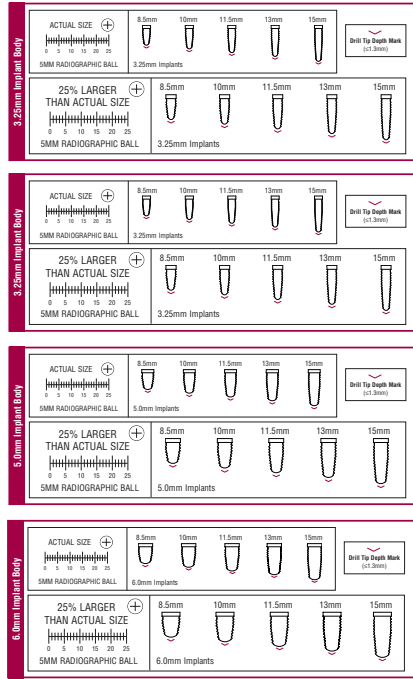 3.25mm Implant Body
ACTUAL SIZE
0 5 10 15 20 25
5MM RADIOGRAPHIC BALL
8.5mm 10mm 11.5mm 13mm 15mm
3.25mm Implants
Drill Tip Depth Mark
(≤1.3mm)
25% LARGER
THAN ACTUAL SIZE
0 5 10 15 20 25
5MM RADIOGRAPHIC BALL
8.5mm 10mm 11.5mm 13mm 15mm
3.25mm Implants
3.25mm Implant Body
ACTUAL SIZE
0 5 10 15 20 25
5MM RADIOGRAPHIC BALL
8.5mm 10mm 11.5mm 13mm 15mm
3.25mm Implants
Drill Tip Depth Mark
(≤1.3mm)
25% LARGER
THAN ACTUAL SIZE
0 5 10 15 20 25
5MM RADIOGRAPHIC BALL
8.5mm 10mm 11.5mm 13mm 15mm
3.25mm Implants
5.0mm Implant Body
ACTUAL SIZE
0 5 10 15 20 25
5MM RADIOGRAPHIC BALL
8.5mm 10mm 11.5mm 13mm 15mm
5.0mm Implants
Drill Tip Depth Mark
(≤1.3mm)
25% LARGER
THAN ACTUAL SIZE
0 5 10 15 20 25
5MM RADIOGRAPHIC BALL
8.5mm 10mm 11.5mm 13mm 15mm
5.0mm Implants
6.0mm Implant Body
ACTUAL SIZE
0 5 10 15 20 25
5MM RADIOGRAPHIC BALL
8.5mm 10mm 11.5mm 13mm 15mm
6.0mm Implants
Drill Tip Depth Mark
(≤1.3mm)
25% LARGER
THAN ACTUAL SIZE
0 5 10 15 20 25
5MM RADIOGRAPHIC BALL
8.5mm 10mm 11.5mm 13mm 15mm
6.0mm Implants